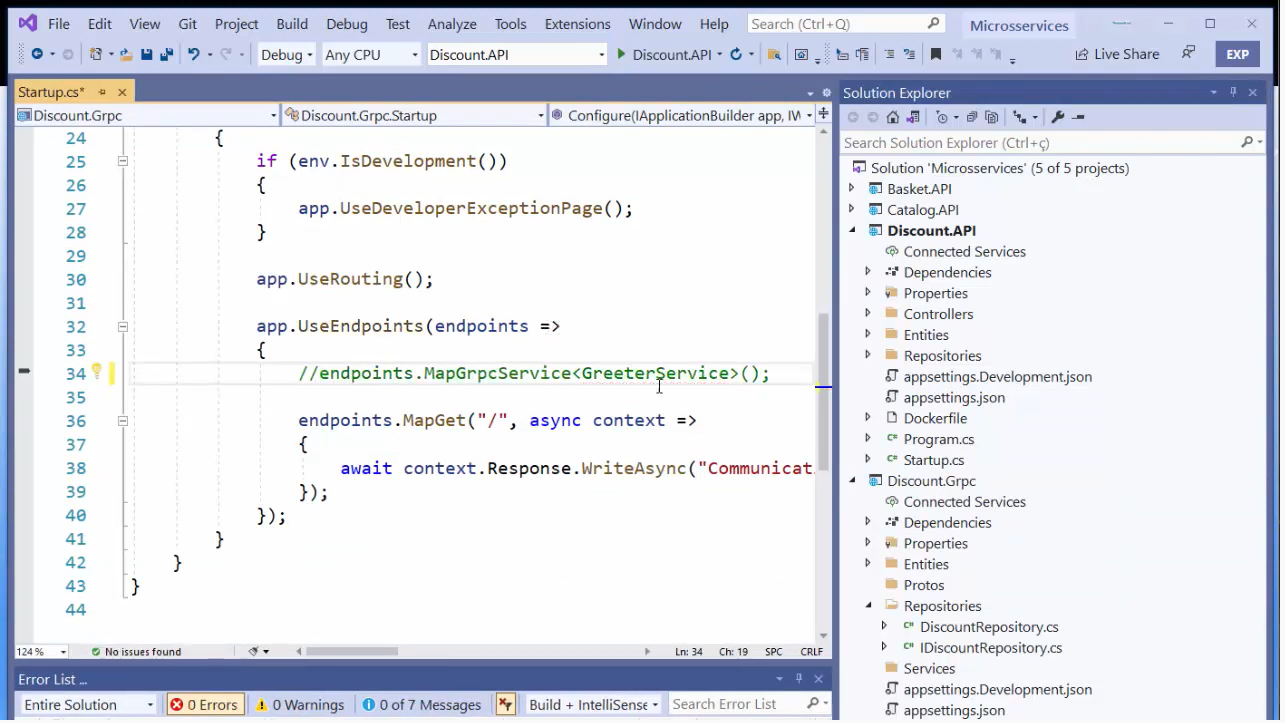 File Edit View Git Project Build Debug Test Analyze Tools Extensions Window Help Search (Ctrl+Q) Microsservices
Debug Any CPU Discount.API Discount.API Live Share EXP
Startup.cs*
Discount.Grpc Discount.Grpc.Startup Configure(IApplicationBuilder app, IW
24 {
25 if (env.IsDevelopment())
26 {
27 app.UseDeveloperExceptionPage();
28 }
29
30 app.UseRouting();
31
32 app.UseEndpoints(endpoints =>
33 {
34 //endpoints.MapGrpcService<GreeterService>();
35
36 endpoints.MapGet("/", async context =>
37 {
38 await context.Response.WriteAsync("Communicat
39 });
40 });
41 }
42 }
43 }
44
124 % No issues found Ln: 34 Ch: 19 SPC CRLF
Error List ...
Entire Solution 0 Errors 0 Warnings 0 of 7 Messages Build + IntelliSense Search Error List
Solution Explorer
Search Solution Explorer (Ctrl+ç)
Solution 'Microsservices' (5 of 5 projects)
Basket.API
Catalog.API
Discount.API
Connected Services
Dependencies
Properties
Controllers
Entities
Repositories
appsettings.Development.json
appsettings.json
Dockerfile
Program.cs
Startup.cs
Discount.Grpc
Connected Services
Dependencies
Properties
Entities
Protos
Repositories
DiscountRepository.cs
IDiscountRepository.cs
Services
appsettings.Development.json
appsettings.json